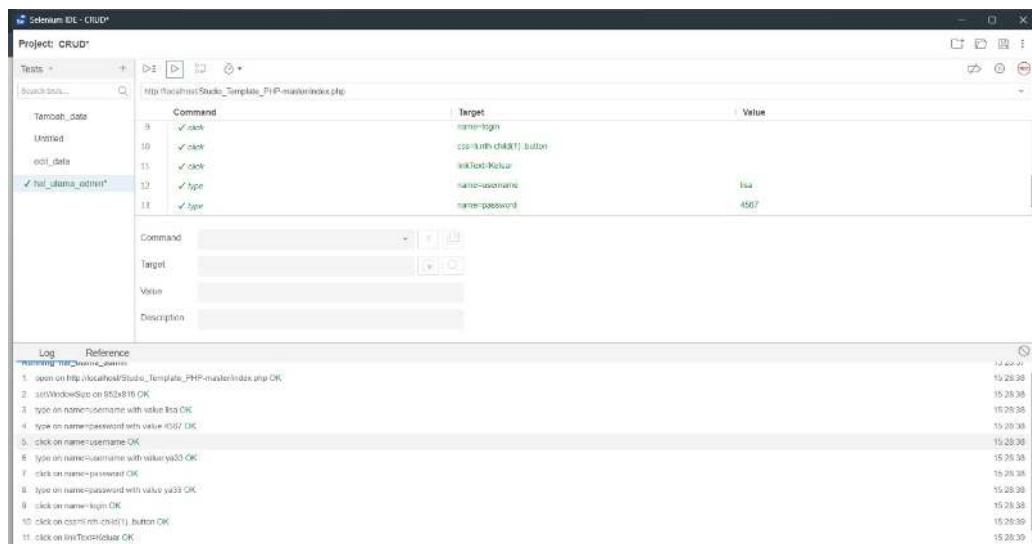 Selenium IDE - CRUD*
Project: CRUD*
Tests
Search tests...
http://localhost/Studio_Template_PHP-master/index.php
Command Target Value
Tambah_data
Untitled
edit_data
✓ hal_utama_admin*
9 ✓ click name=login
10 ✓ click css=li:nth-child(1) .button
11 ✓ click linkText=Keluar
12 ✓ type name=username lisa
13 ✓ type name=password 4567
Command
Target
Value
Description
Log Reference
Running 'hal_utama_admin' 15:28:37
1. open on http://localhost/Studio_Template_PHP-master/index.php OK 15:28:38
2. setWindowSize on 852x816 OK 15:28:38
3. type on name=username with value lisa OK 15:28:38
4. type on name=password with value 4567 OK 15:28:38
5. click on name=username OK 15:28:38
6. type on name=username with value ya33 OK 15:28:38
7. click on name=password OK 15:28:38
8. type on name=password with value ya33 OK 15:28:38
9. click on name=login OK 15:28:38
10. click on css=li:nth-child(1) .button OK 15:28:39
11. click on linkText=Keluar OK 15:28:39